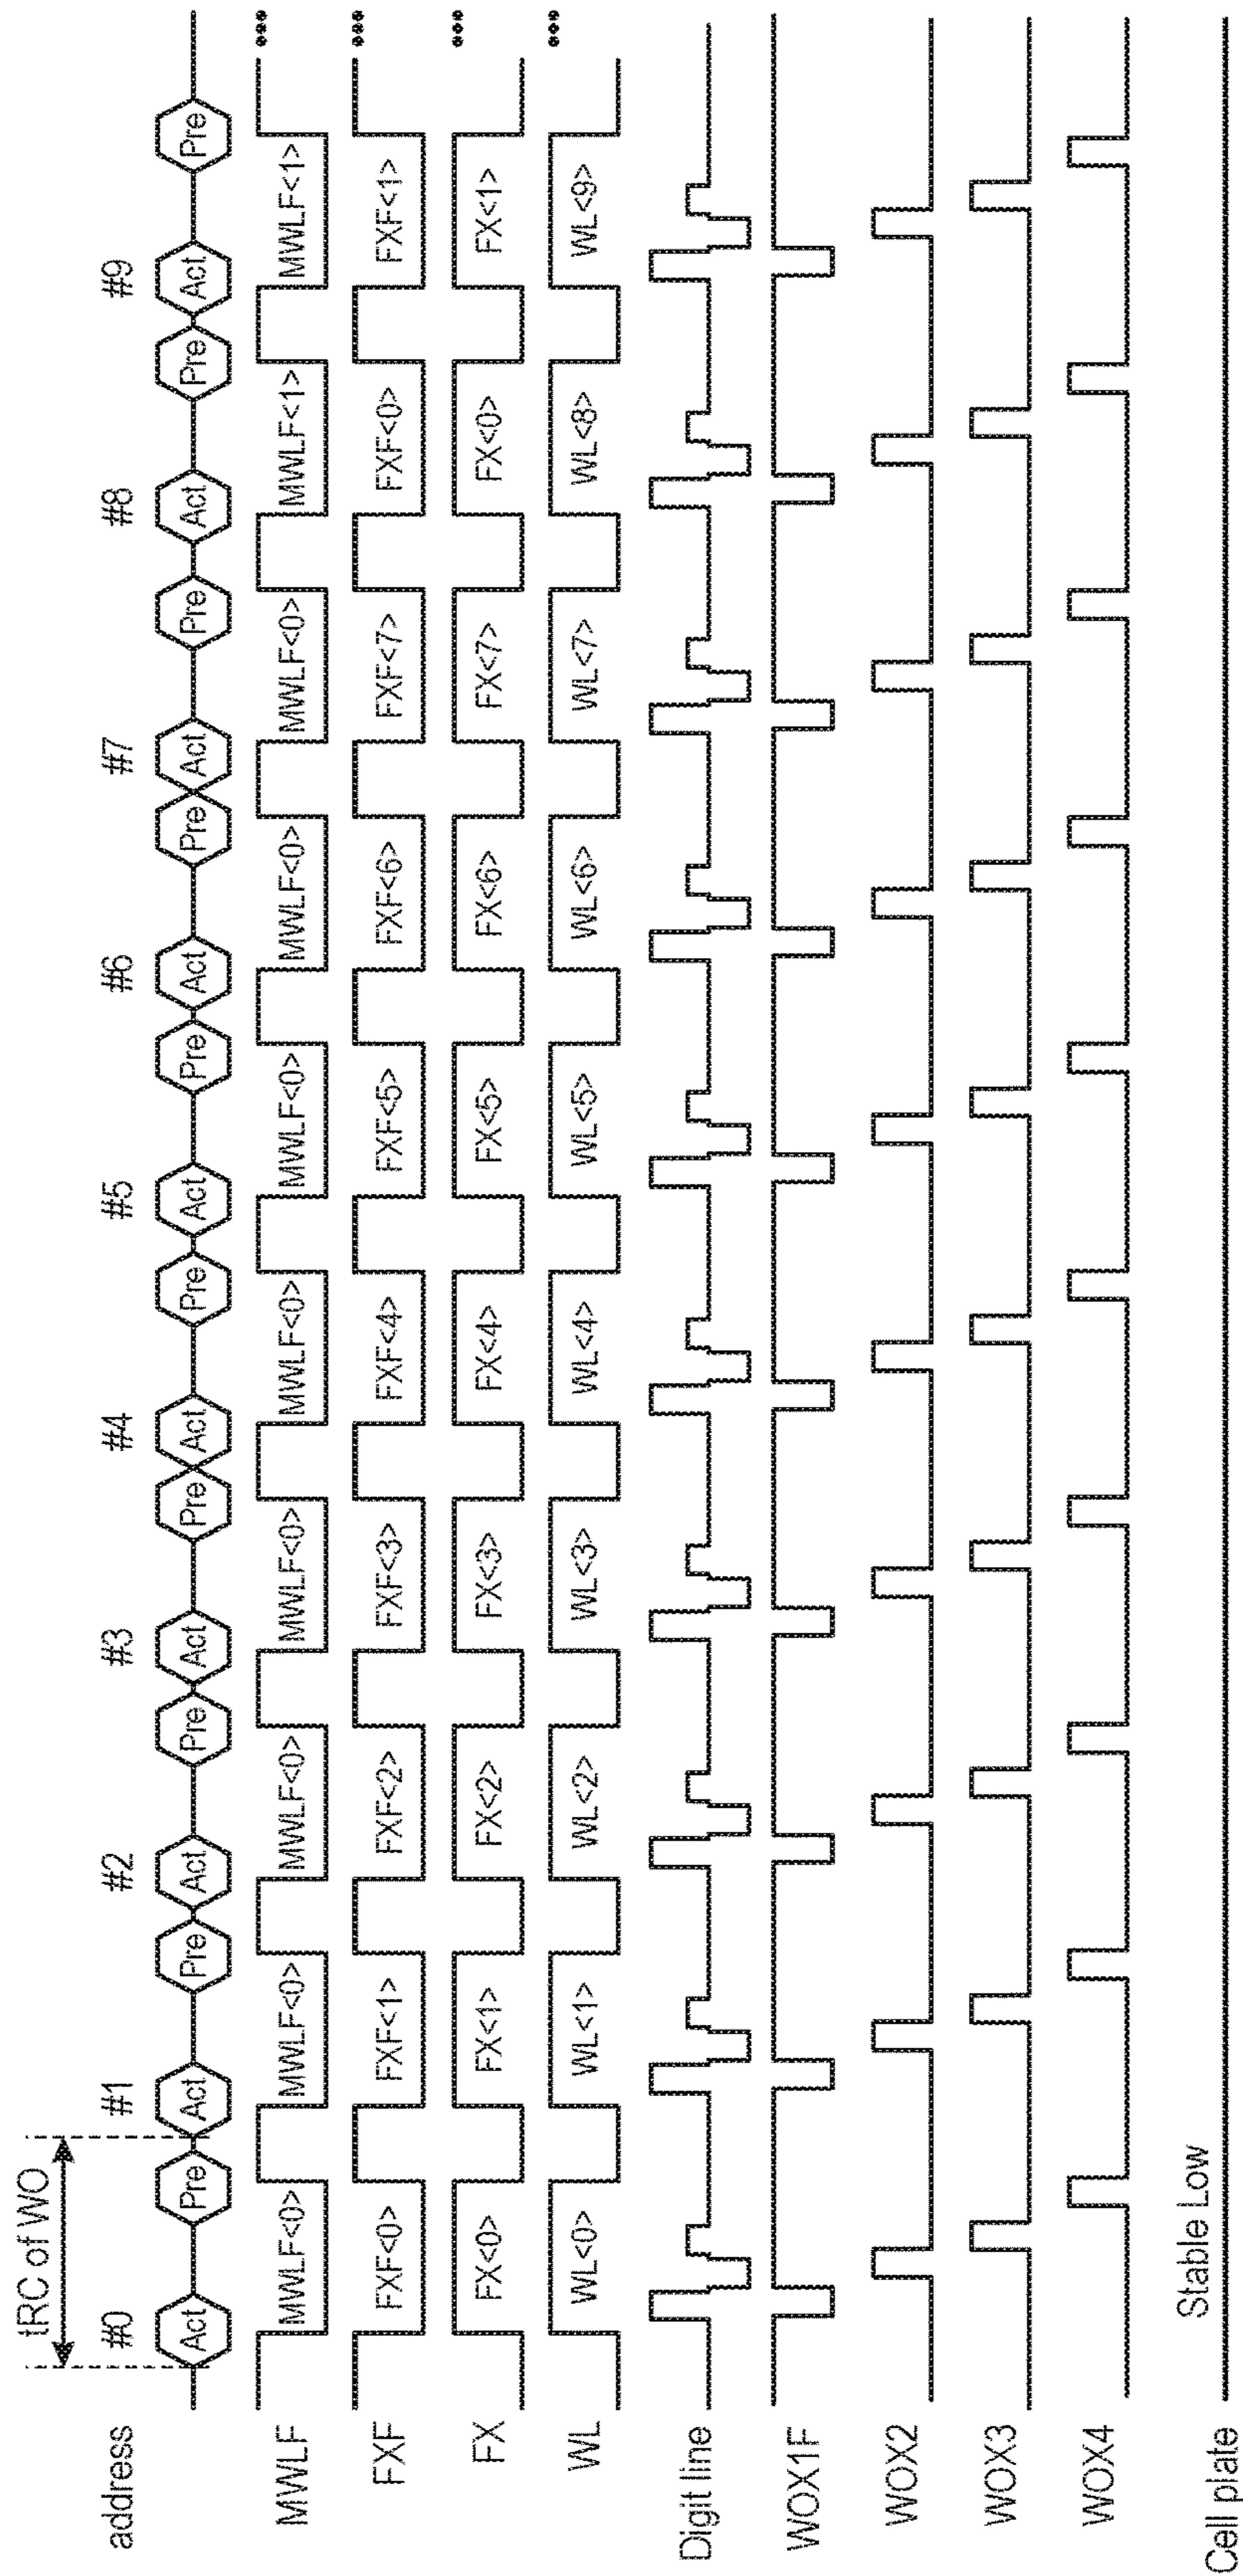 tRC of WO
address #0 #1 #2 #3 #4 #5 #6 #7 #8 #9
Act Pre Act Pre Act Pre Act Pre Act Pre Act Pre Act Pre Act Pre Act Pre Act Pre
MWLF MWLF<0> MWLF<0> MWLF<0> MWLF<0> MWLF<0> MWLF<0> MWLF<0> MWLF<0> MWLF<1> MWLF<1>
FXF FXF<0> FXF<1> FXF<2> FXF<3> FXF<4> FXF<5> FXF<6> FXF<7> FXF<0> FXF<1>
FX FX<0> FX<1> FX<2> FX<3> FX<4> FX<5> FX<6> FX<7> FX<0> FX<1>
WL WL<0> WL<1> WL<2> WL<3> WL<4> WL<5> WL<6> WL<7> WL<8> WL<9>
Digit line
WOX1F
WOX2
WOX3
WOX4
Stable Low
Cell plate